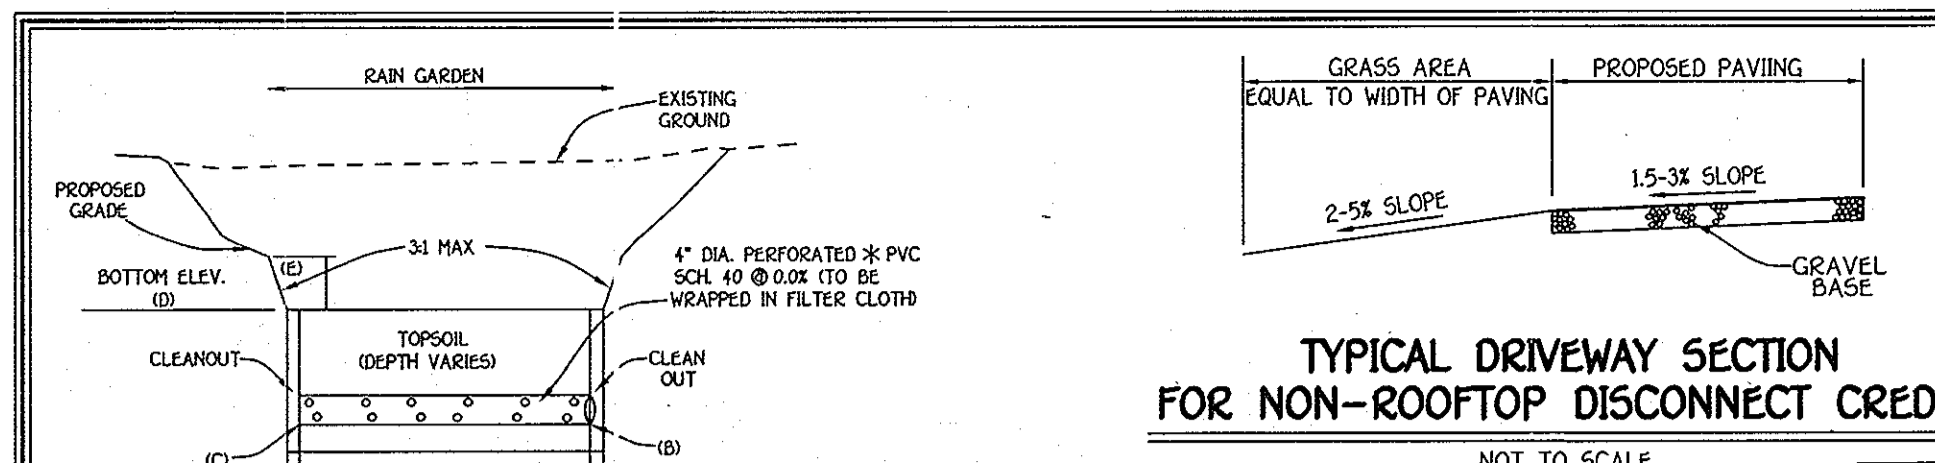 RAIN GARDEN
EXISTING
GROUND
PROPOSED
GRADE
3:1 MAX
(E)
BOTTOM ELEV.
(D)
4" DIA. PERFORATED * PVC
SCH. 40 @ 0.0% (TO BE
WRAPPED IN FILTER CLOTH)
TOPSOIL
(DEPTH VARIES)
CLEANOUT
CLEAN
OUT
(C)
(B)
GRASS AREA
EQUAL TO WIDTH OF PAVING
PROPOSED PAVIING
1.5-3% SLOPE
2-5% SLOPE
GRAVEL
BASE
TYPICAL DRIVEWAY SECTION
FOR NON-ROOFTOP DISCONNECT CRED
NOT TO SCALE